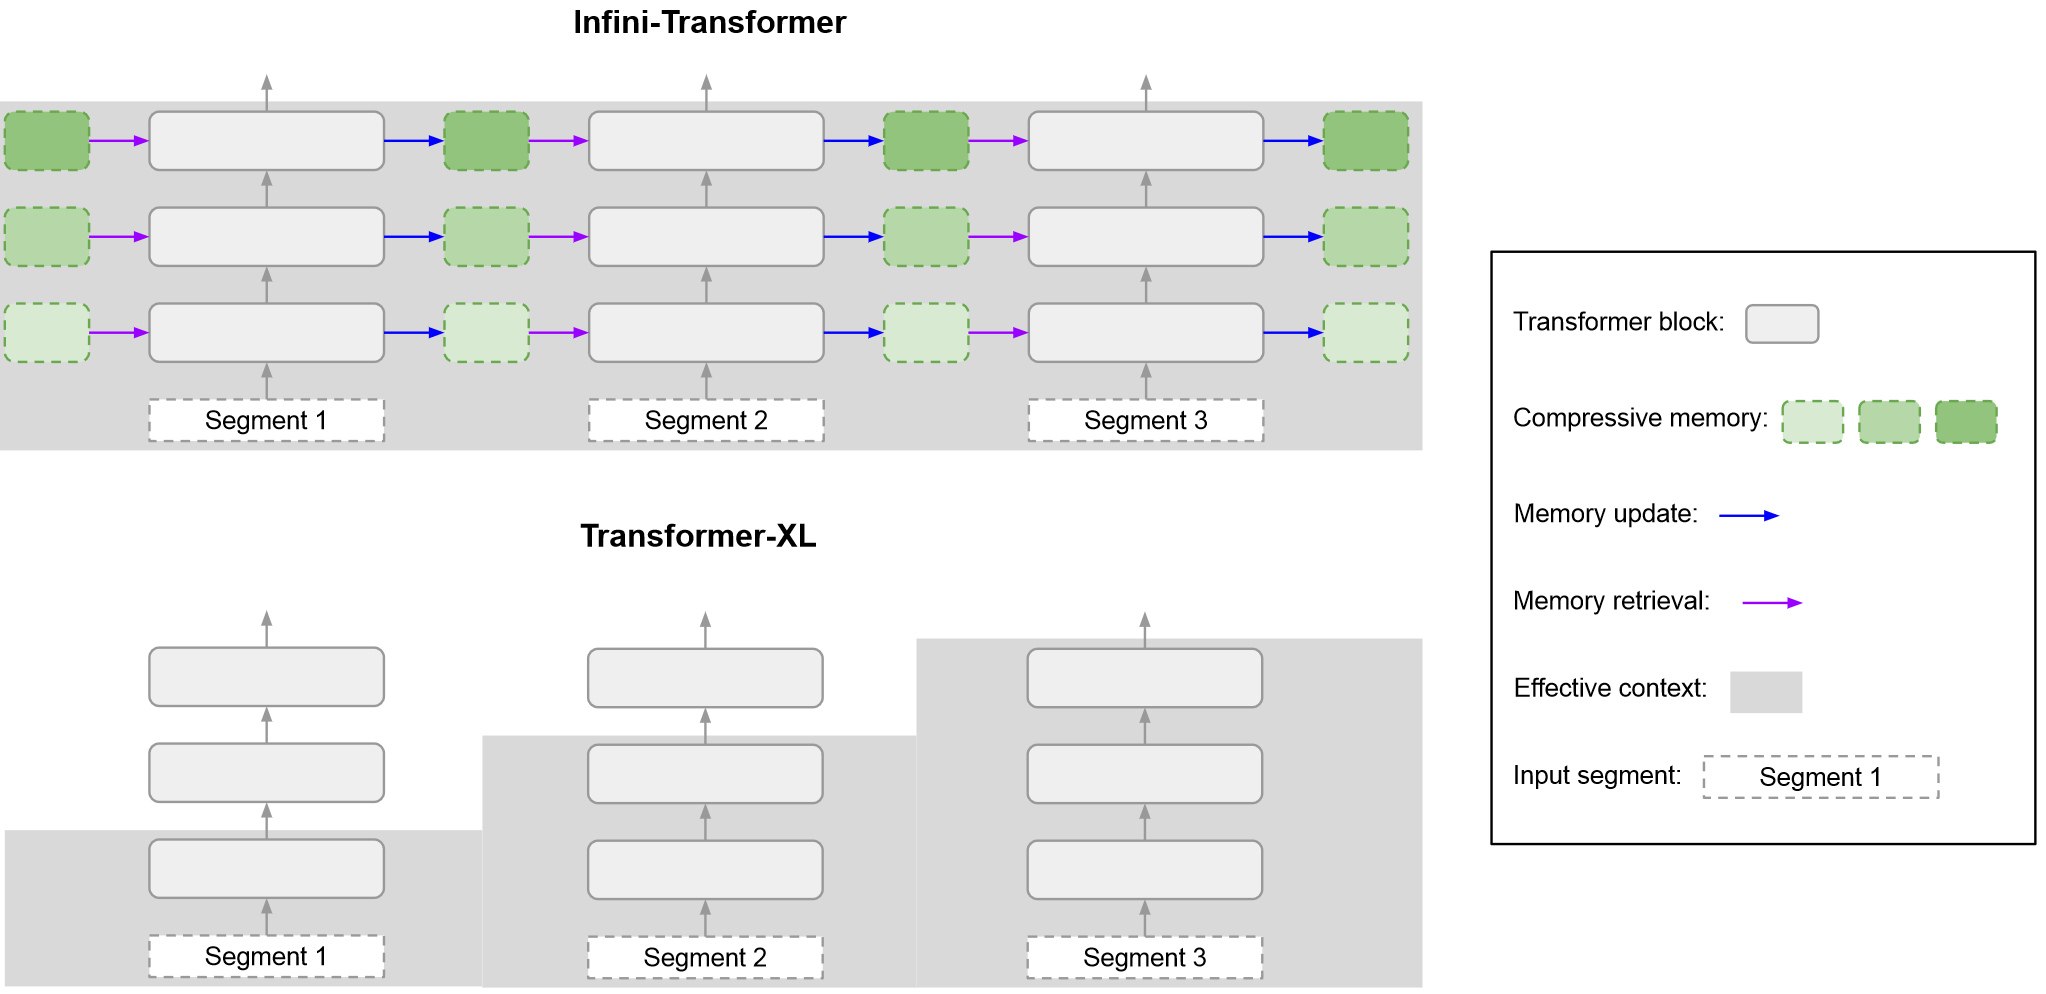 Infini-Transformer
Segment 1
Segment 2
Segment 3
Transformer-XL
Segment 1
Segment 2
Segment 3
Transformer block:
Compressive memory:
Memory update:
Memory retrieval:
Effective context:
Input segment:
Segment 1